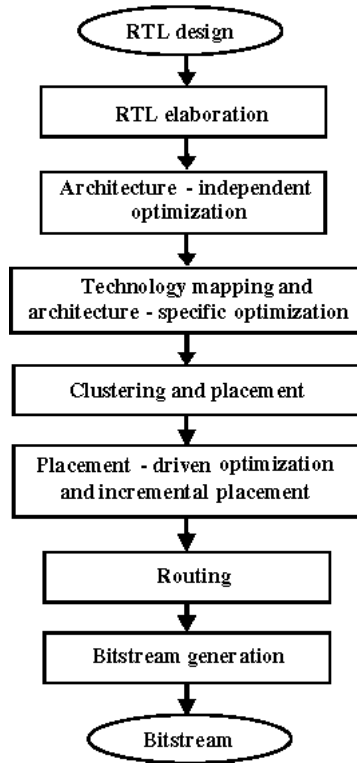 RTL design
RTL elaboration
Architecture - independent
optimization
Technology mapping and
architecture - specific optimization
Clustering and placement
Placement - driven optimization
and incremental placement
Routing
Bitstream generation
Bitstream